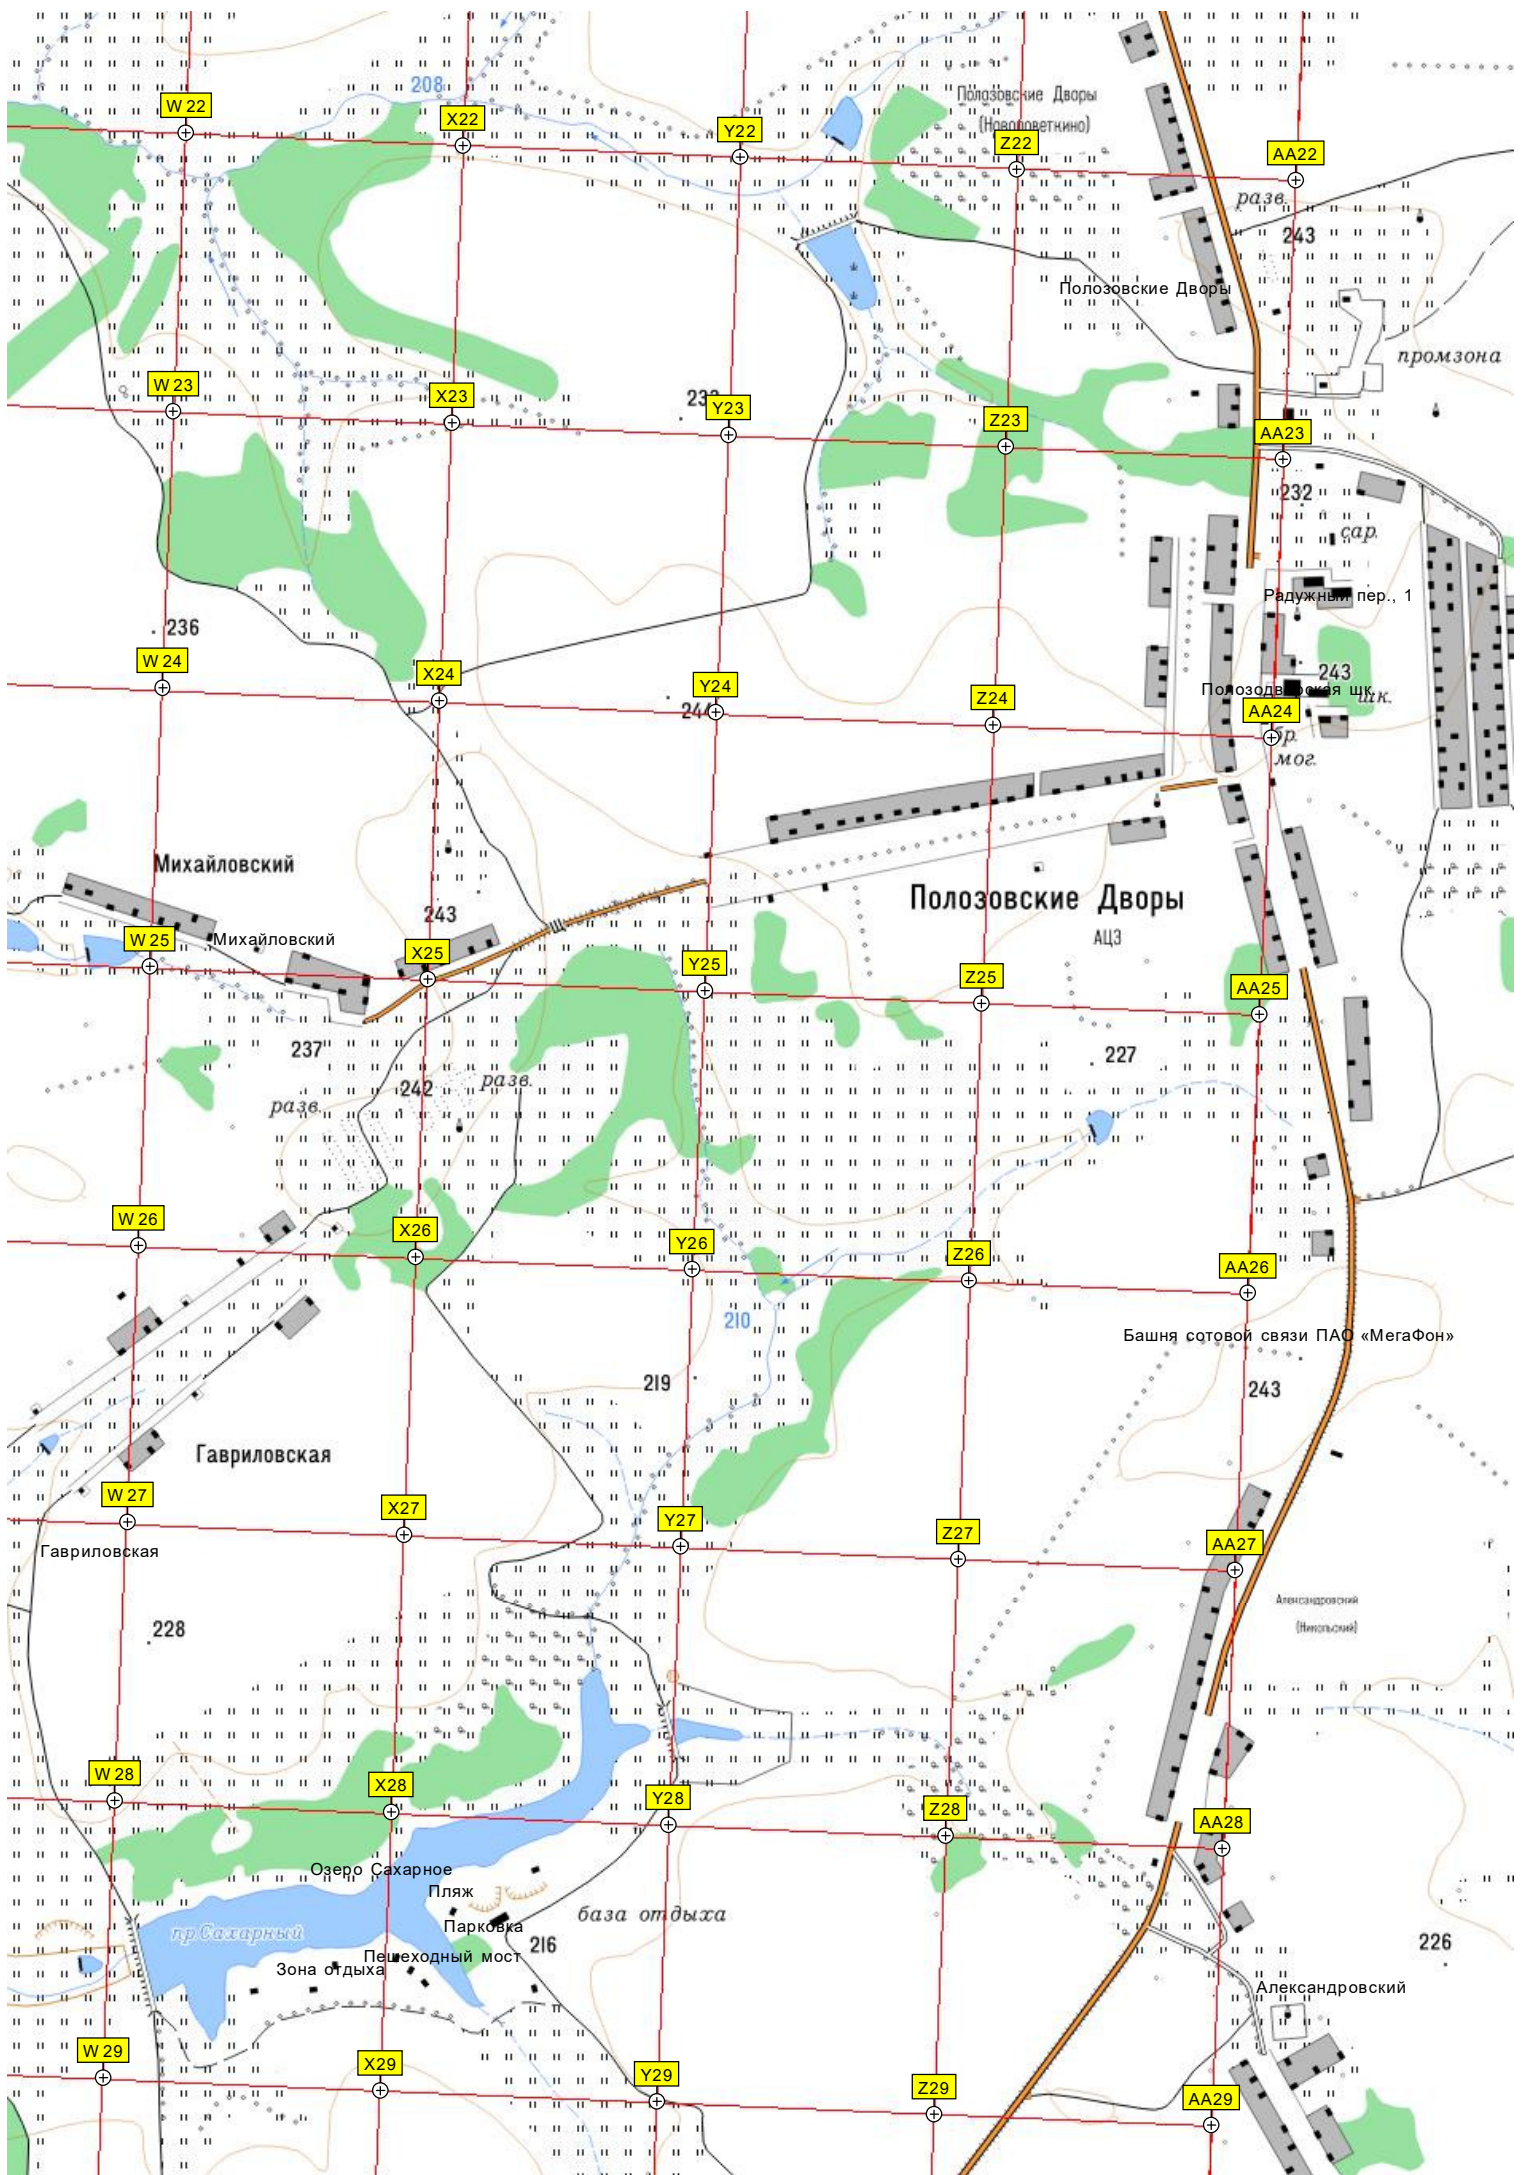 208
Полозовские Дворы
(Новороветкино)
W 22
X22
Y22
Z22
AA22
разв.
243
Полозовские Дворы
промзона
W 23
X23
Y23
Z23
AA23
232
сар.
Радужный пер., 1
236
243
W 24
X24
Y24
Z24
Полозодворская шк.
шк.
AA24
244
бр.
мог.
Михайловский
243
Полозовские Дворы
АЦЗ
W 25
Михайловский
X25
Y25
Z25
AA25
237
227
242
разв.
разв.
W 26
X26
Y26
Z26
AA26
210
Башня сотовой связи ПАО «МегаФон»
219
243
Гавриловская
W 27
X27
Y27
Z27
AA27
Гавриловская
Александровский
(Никольский)
228
W 28
X28
Y28
Z28
AA28
Озеро Сахарное
Пляж
база отдыха
Парковка
пр.Сахарный
216
226
Пешеходный мост
Зона отдыха
Александровский
W 29
X29
Y29
Z29
AA29